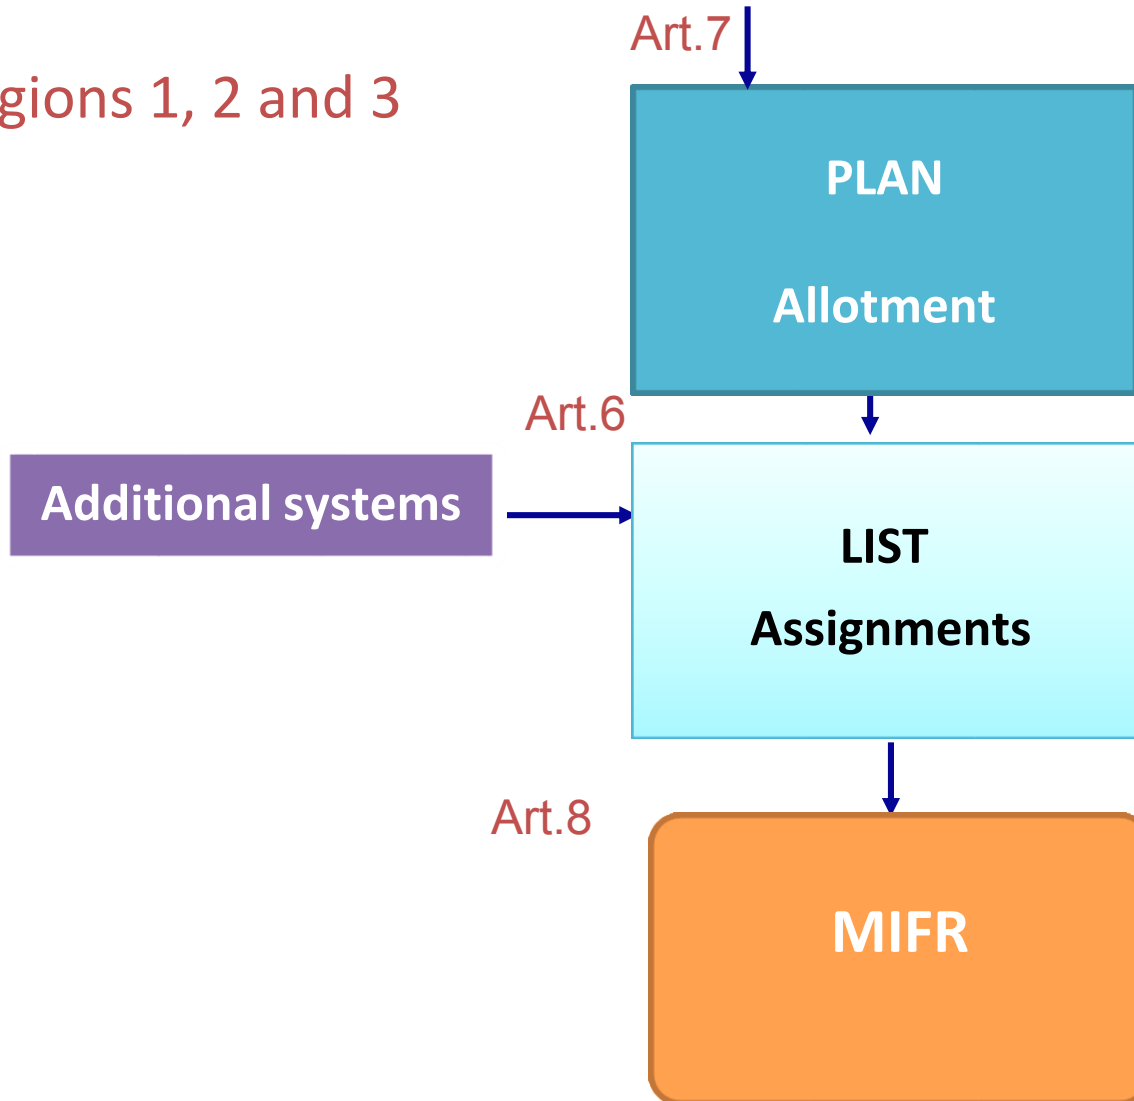 Art.7
gions 1, 2 and 3
PLAN
Allotment
Art.6
Additional systems
LIST
Assignments
Art.8
MIFR